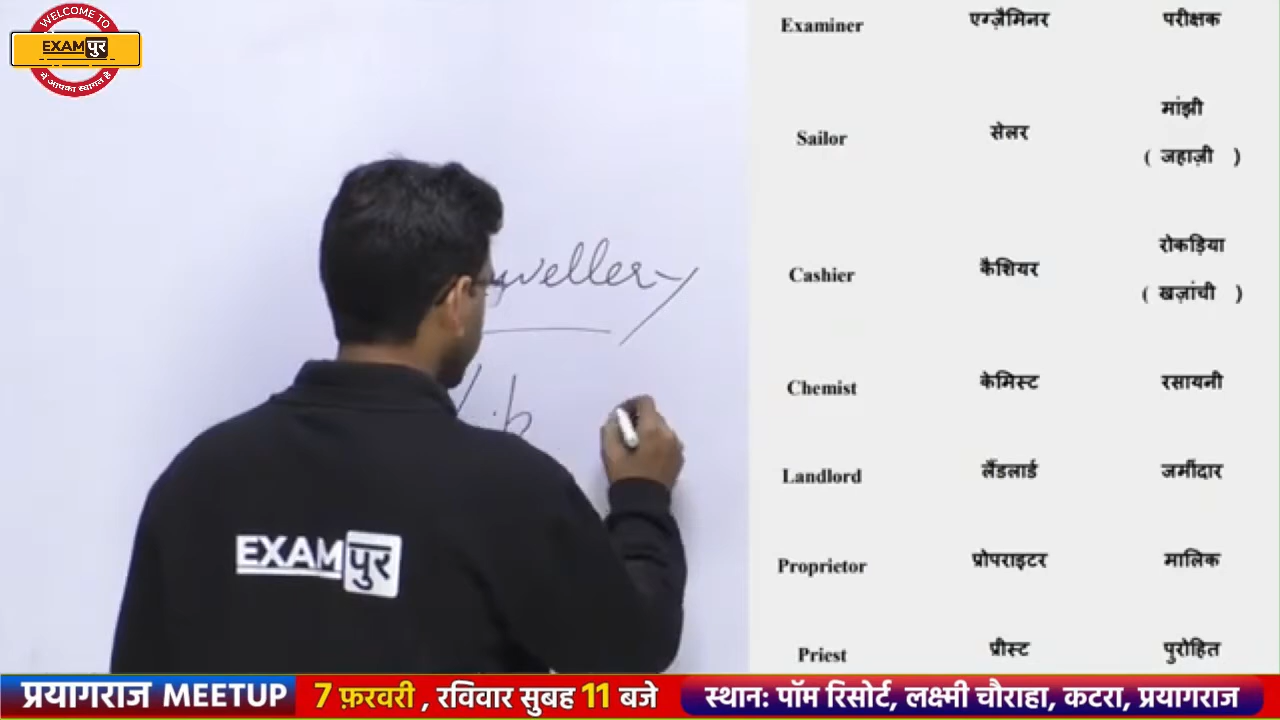 WELCOME TO
EXAMपुर
में आपका स्वागत है
Examiner एग्ज़ैमिनर परीक्षक
Sailor सेलर मांझी
( जहाज़ी )
Cashier कैशियर रोकड़िया
( खज़ांची )
Chemist केमिस्ट रसायनी
Landlord लैंडलार्ड जमींदार
Proprietor प्रोपराइटर मालिक
Priest प्रीस्ट पुरोहित
EXAMपुर
प्रयागराज MEETUP 7 फ़रवरी , रविवार सुबह 11 बजे स्थान: पॉम रिसोर्ट, लक्ष्मी चौराहा, कटरा, प्रयागराज